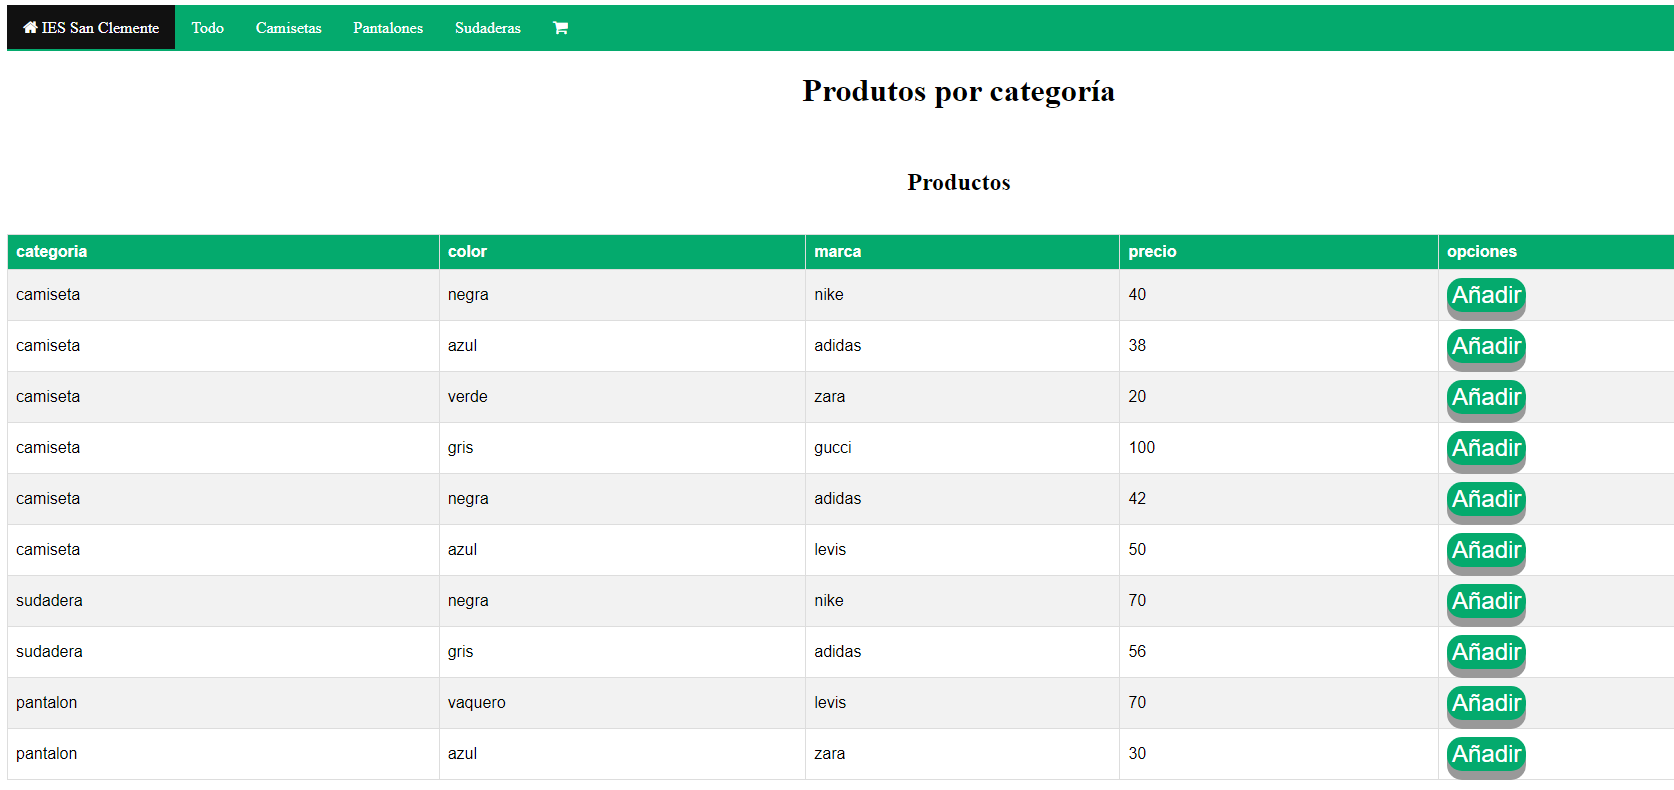 IES San Clemente Todo Camisetas Pantalones Sudaderas
Produtos por categoría
Productos
categoria color marca precio opciones
camiseta negra nike 40 Añadir
camiseta azul adidas 38 Añadir
camiseta verde zara 20 Añadir
camiseta gris gucci 100 Añadir
camiseta negra adidas 42 Añadir
camiseta azul levis 50 Añadir
sudadera negra nike 70 Añadir
sudadera gris adidas 56 Añadir
pantalon vaquero levis 70 Añadir
pantalon azul zara 30 Añadir